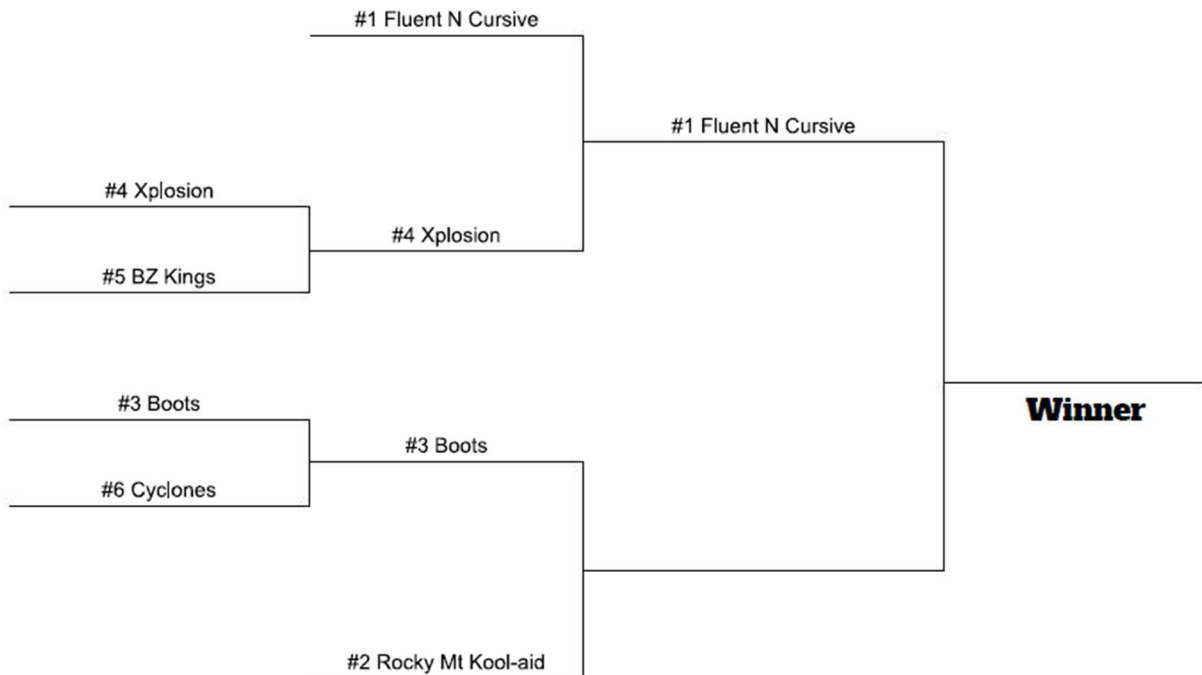 #1 Fluent N Cursive
#1 Fluent N Cursive
#4 Xplosion
#4 Xplosion
#5 BZ Kings
#3 Boots
Winner
#3 Boots
#6 Cyclones
#2 Rocky Mt Kool-aid